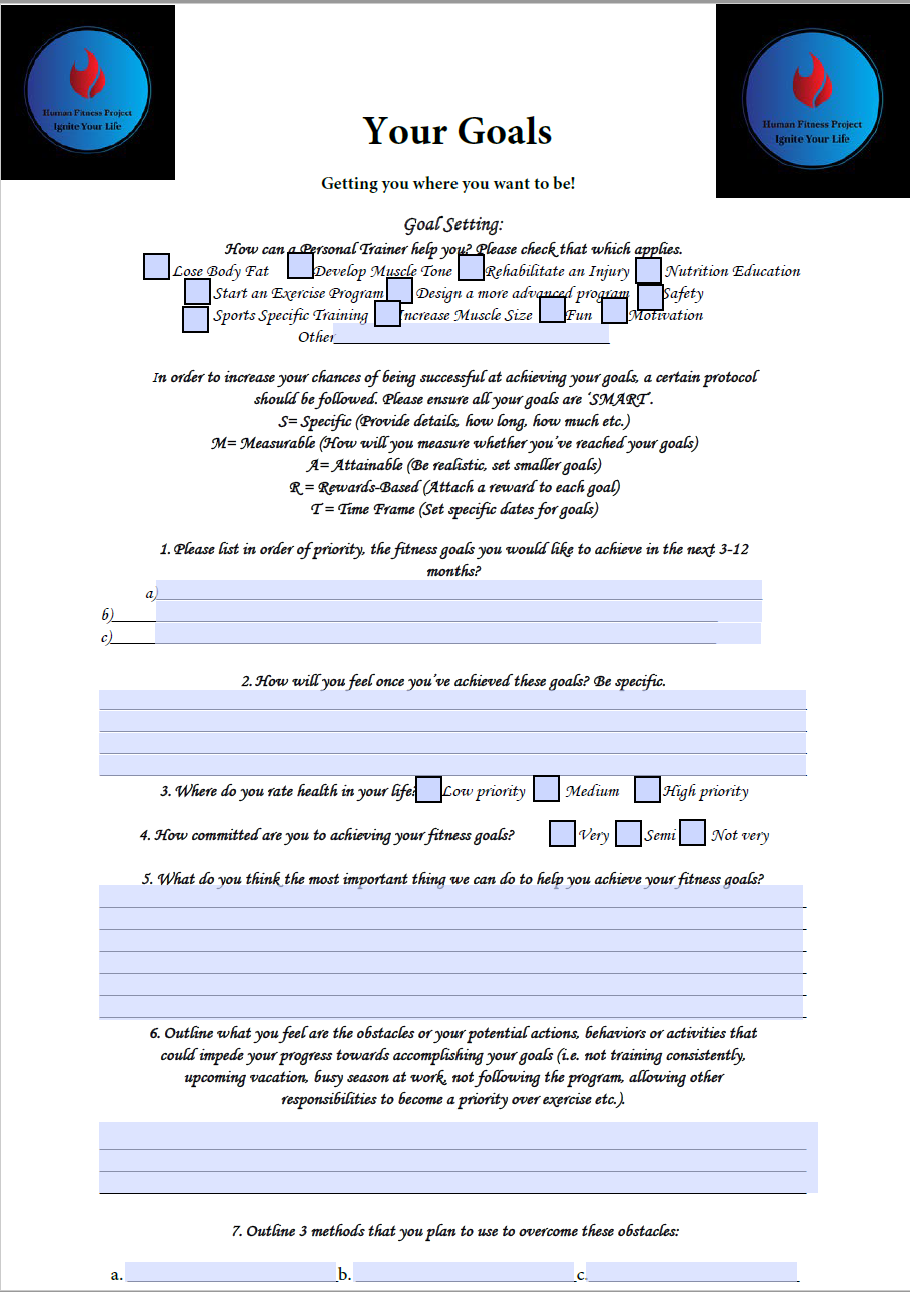 Human Fitness Project
Ignite Your Life
Human Fitness Project
Ignite Your Life
Your Goals
Getting you where you want to be!
Goal Setting:
How can a Personal Trainer help you? Please check that which applies.
Lose Body Fat Develop Muscle Tone Rehabilitate an Injury Nutrition Education
Start an Exercise Program Design a more advanced program Safety
Sports Specific Training Increase Muscle Size Fun Motivation
Other
In order to increase your chances of being successful at achieving your goals, a certain protocol
should be followed. Please ensure all your goals are 'SMART'.
S= Specific (Provide details, how long, how much etc.)
M= Measurable (How will you measure whether you've reached your goals)
A= Attainable (Be realistic, set smaller goals)
R = Rewards-Based (Attach a reward to each goal)
T = Time Frame (Set specific dates for goals)
1. Please list in order of priority, the fitness goals you would like to achieve in the next 3-12
months?
a)
b)
c)
2. How will you feel once you've achieved these goals? Be specific.
3. Where do you rate health in your life? Low priority Medium High priority
4. How committed are you to achieving your fitness goals? Very Semi Not very
5. What do you think the most important thing we can do to help you achieve your fitness goals?
6. Outline what you feel are the obstacles or your potential actions, behaviors or activities that
could impede your progress towards accomplishing your goals (i.e. not training consistently,
upcoming vacation, busy season at work, not following the program, allowing other
responsibilities to become a priority over exercise etc.).
7. Outline 3 methods that you plan to use to overcome these obstacles:
a. b. c.